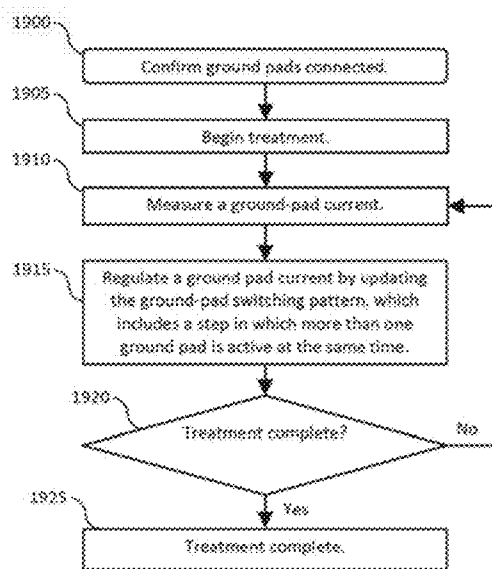 1900
Confirm ground pads connected.
1905
Begin treatment.
1910
Measure a ground-pad current.
1915
Regulate a ground pad current by updating
the ground-pad switching pattern, which
includes a step in which more than one
ground pad is active at the same time.
1920
Treatment complete?
No
Yes
1925
Treatment complete.